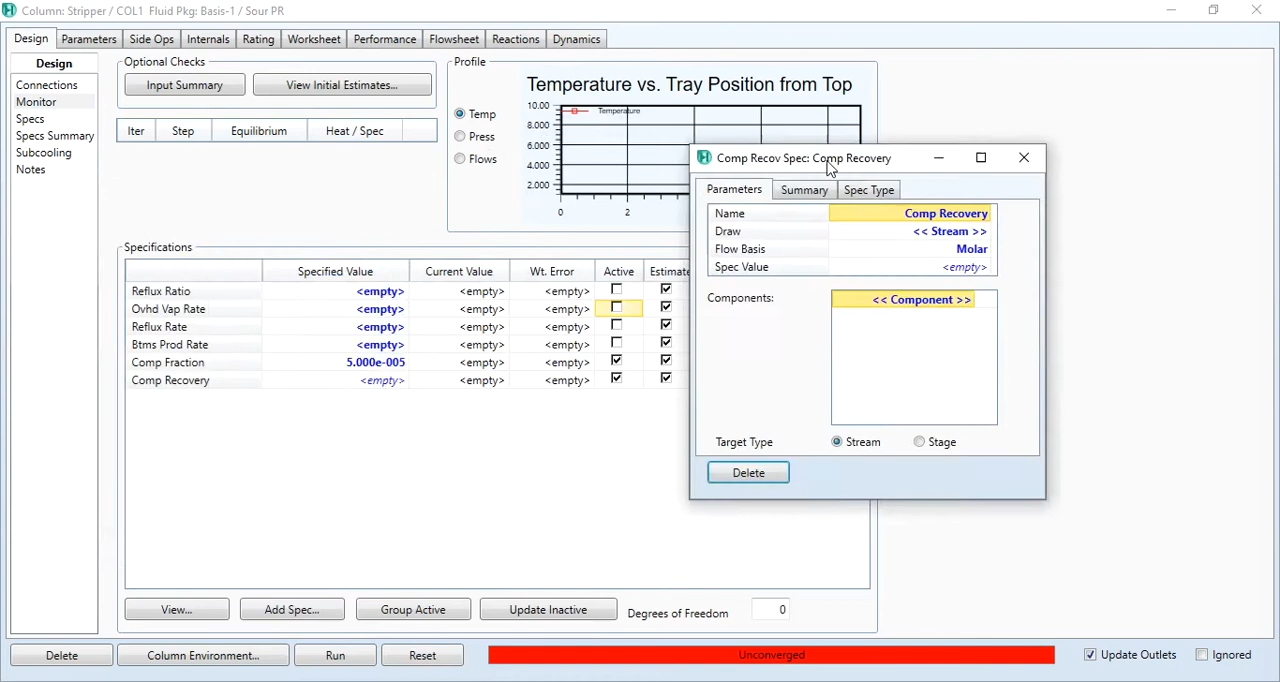 Column: Stripper / COL1 Fluid Pkg: Basis-1 / Sour PR
Design Parameters Side Ops Internals Rating Worksheet Performance Flowsheet Reactions Dynamics
Design
Connections
Monitor
Specs
Specs Summary
Subcooling
Notes
Optional Checks
Input Summary View Initial Estimates...
Iter Step Equilibrium Heat / Spec
Profile
Temp
Press
Flows
Temperature vs. Tray Position from Top
Temperature
10.00
8.000
6.000
4.000
2.000
0 2
Specifications
Specified Value Current Value Wt. Error Active Estimate
Reflux Ratio <empty> <empty> <empty>
Ovhd Vap Rate <empty> <empty> <empty>
Reflux Rate <empty> <empty> <empty>
Btms Prod Rate <empty> <empty> <empty>
Comp Fraction 5.000e-005 <empty> <empty>
Comp Recovery <empty> <empty> <empty>
View... Add Spec... Group Active Update Inactive Degrees of Freedom 0
Comp Recov Spec: Comp Recovery
Parameters Summary Spec Type
Name Comp Recovery
Draw << Stream >>
Flow Basis Molar
Spec Value <empty>
Components: << Component >>
Target Type Stream Stage
Delete
Delete Column Environment... Run Reset Unconverged Update Outlets Ignored